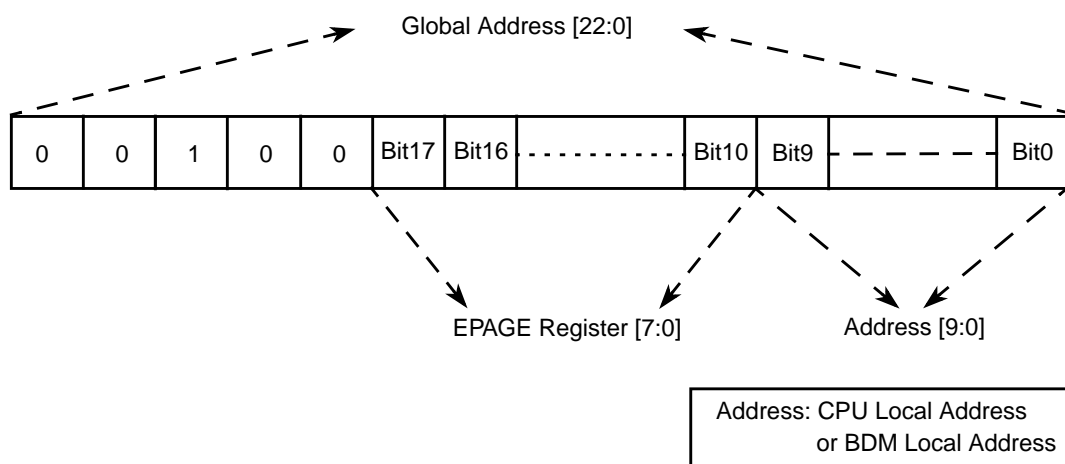 Global Address [22:0]
0 0 1 0 0 Bit17 Bit16 Bit10 Bit9 Bit0
EPAGE Register [7:0] Address [9:0]
Address: CPU Local Address
or BDM Local Address